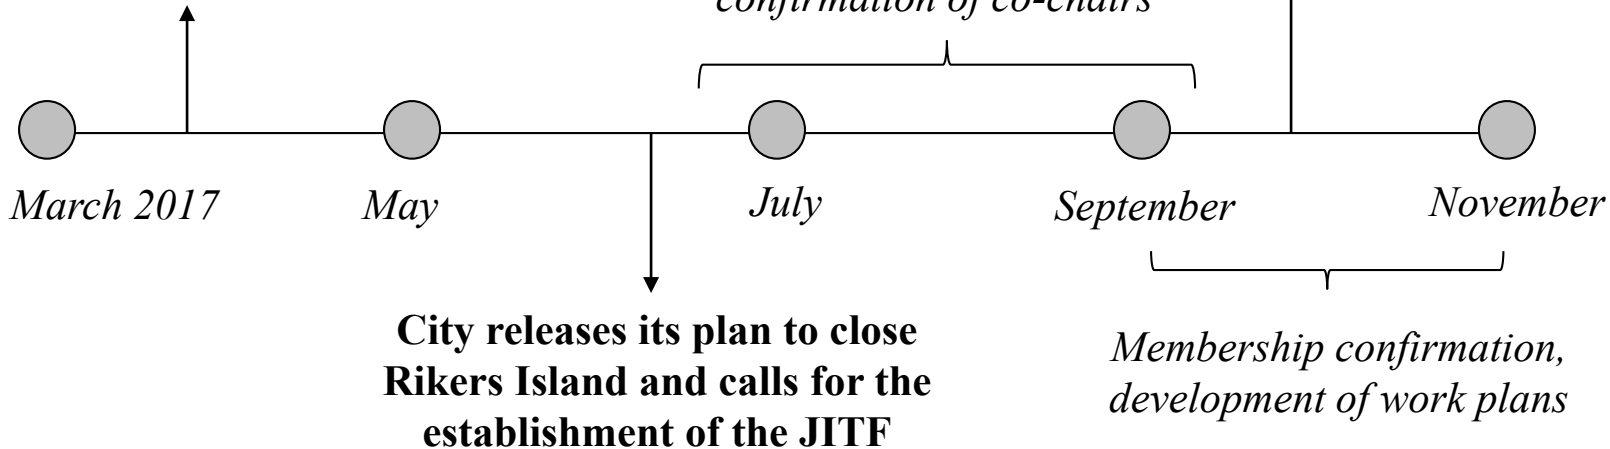 confirmation of co-chairs
March 2017
May
July
September
November
City releases its plan to close
Rikers Island and calls for the
establishment of the JITF
Membership confirmation,
development of work plans